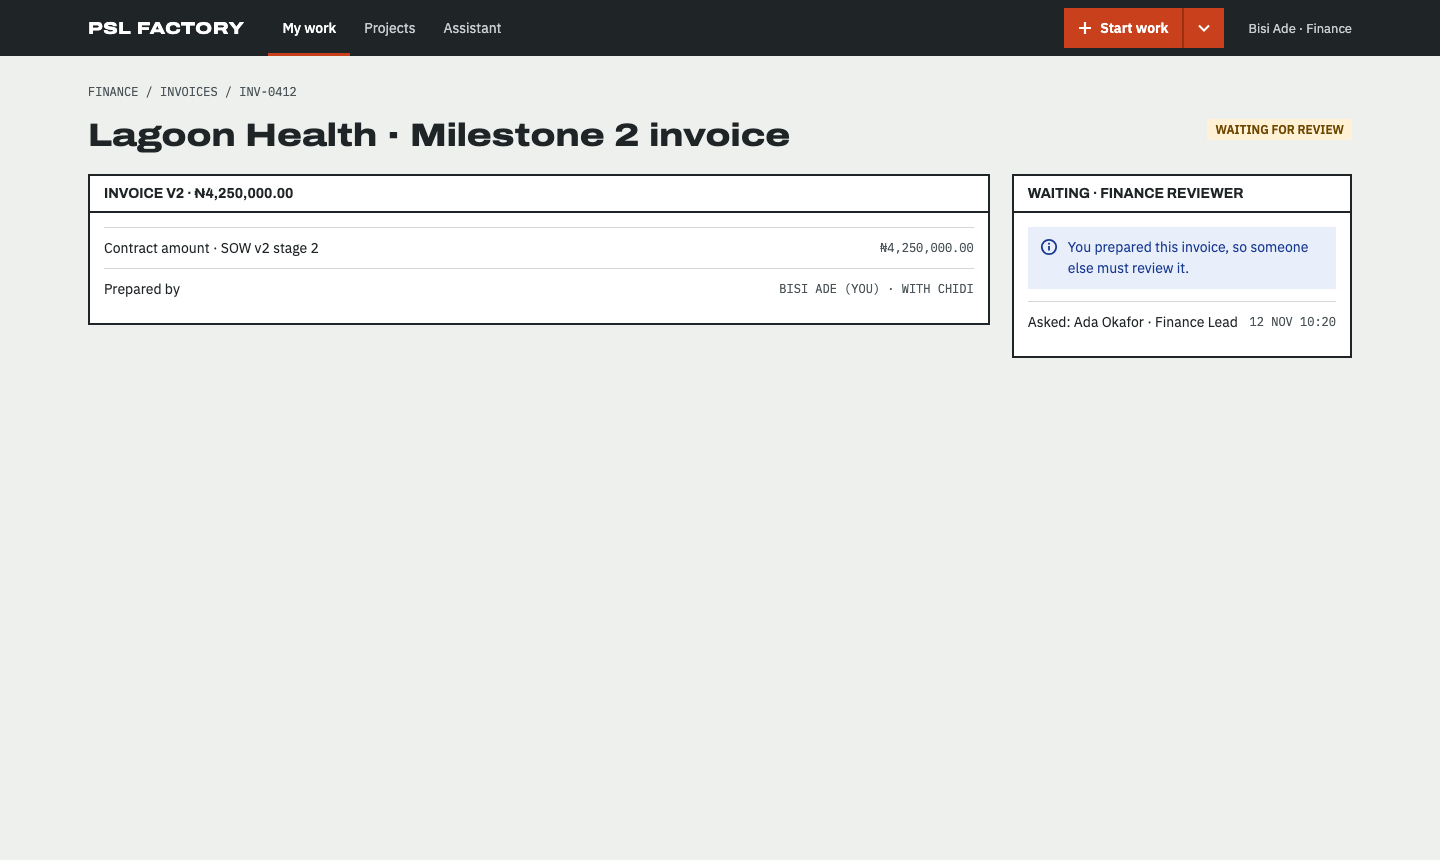 PSL FACTORY
My work
Projects
Assistant
Start work
Bisi Ade · Finance
FINANCE / INVOICES / INV-0412
Lagoon Health · Milestone 2 invoice
WAITING FOR REVIEW
INVOICE V2 · ₦4,250,000.00
Contract amount · SOW v2 stage 2
₦4,250,000.00
Prepared by
BISI ADE (YOU) · WITH CHIDI
WAITING · FINANCE REVIEWER
You prepared this invoice, so someone
else must review it.
Asked: Ada Okafor · Finance Lead
12 NOV 10:20